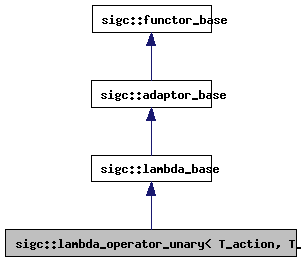 sigc::functor_base
sigc::adaptor_base
sigc::lambda_base
sigc::lambda_operator_unary< T_action, T_